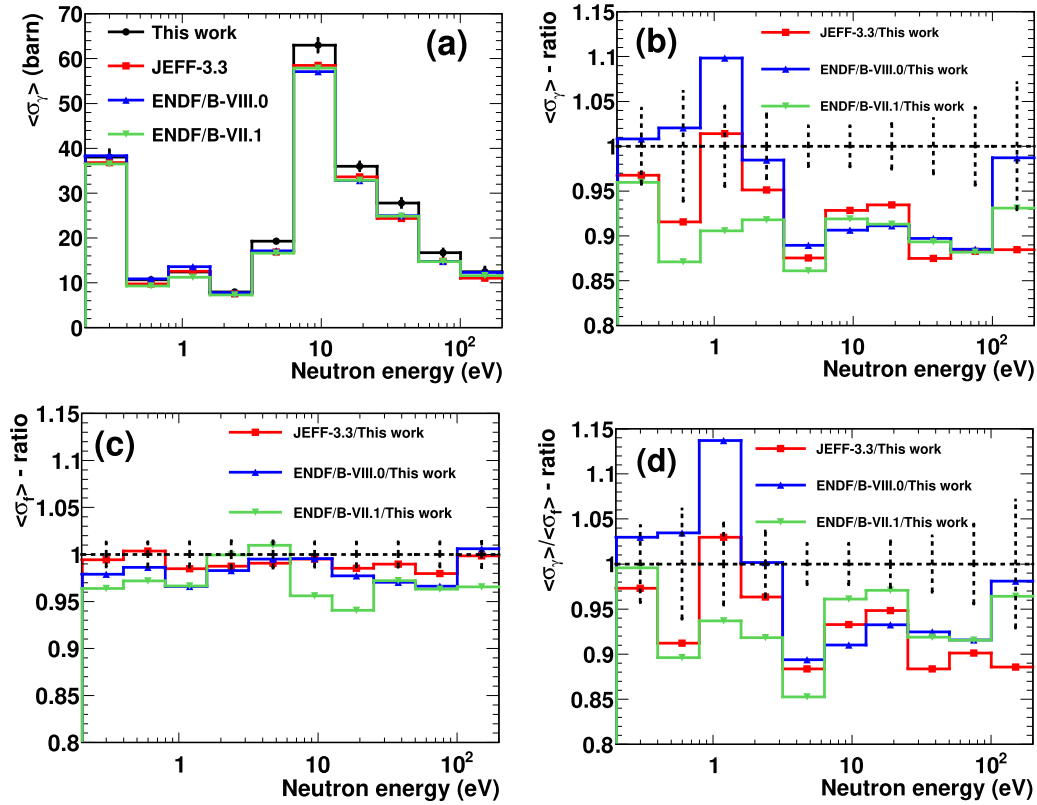 (a)
<σγ> (barn)
70
60
50
40
30
20
10
0
This work
JEFF-3.3
ENDF/B-VIII.0
ENDF/B-VII.1
1
10
10²
Neutron energy (eV)
(b)
<σγ> - ratio
1.15
1.1
1.05
1
0.95
0.9
0.85
0.8
JEFF-3.3/This work
ENDF/B-VIII.0/This work
ENDF/B-VII.1/This work
1
10
10²
Neutron energy (eV)
(c)
<σf> - ratio
1.15
1.1
1.05
1
0.95
0.9
0.85
0.8
JEFF-3.3/This work
ENDF/B-VIII.0/This work
ENDF/B-VII.1/This work
1
10
10²
Neutron energy (eV)
(d)
<σγ>/<σf> - ratio
1.15
1.1
1.05
1
0.95
0.9
0.85
0.8
JEFF-3.3/This work
ENDF/B-VIII.0/This work
ENDF/B-VII.1/This work
1
10
10²
Neutron energy (eV)